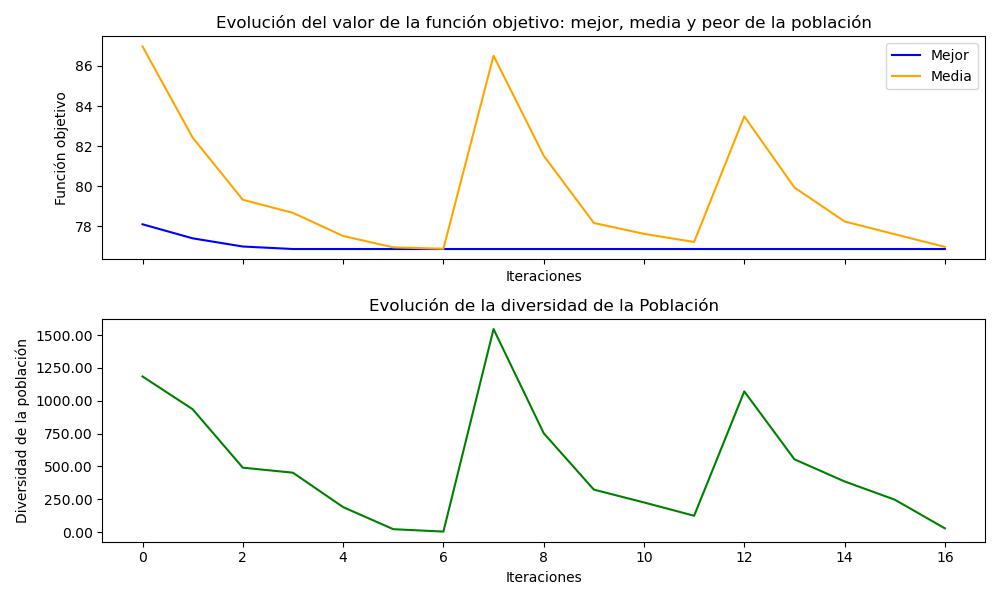 Evolución del valor de la función objetivo: mejor, media y peor de la población
Mejor
Media
86
84
82
80
78
Función objetivo
Iteraciones
Evolución de la diversidad de la Población
1500.00
1250.00
1000.00
750.00
500.00
250.00
0.00
Diversidad de la población
0 2 4 6 8 10 12 14 16
Iteraciones